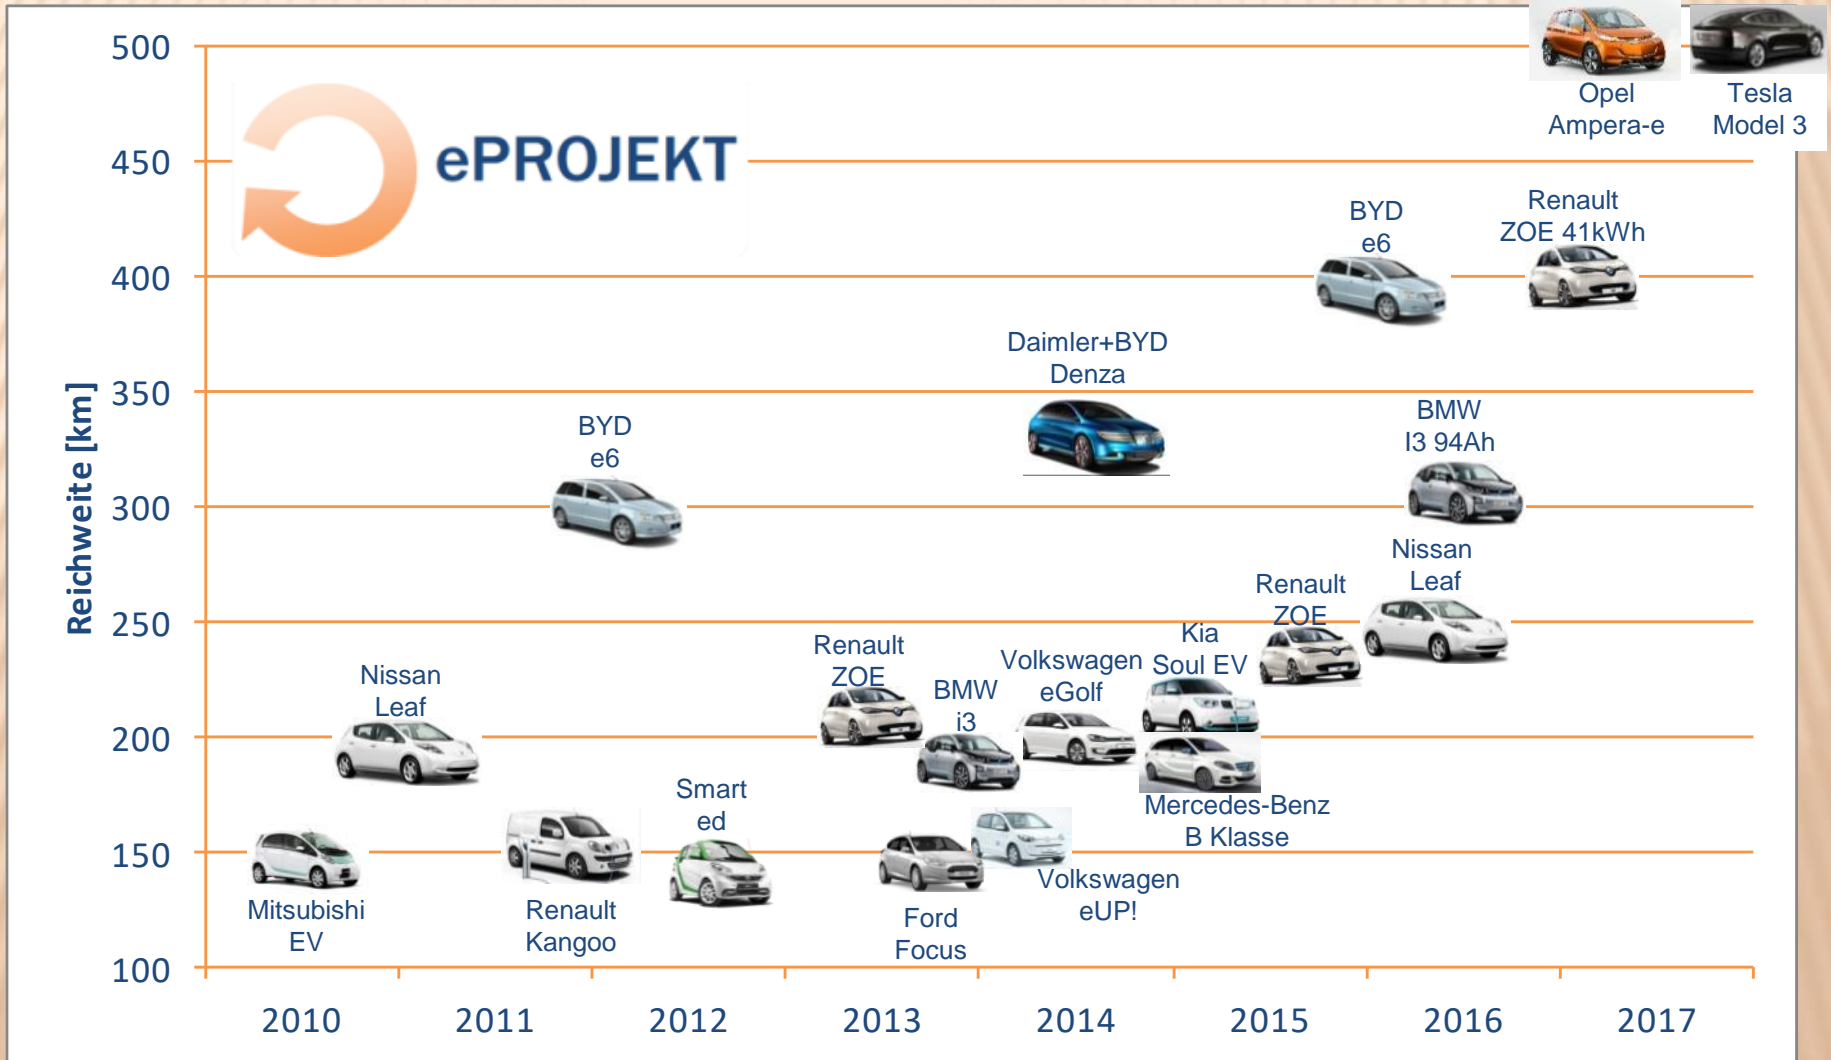 500
450
400
350
300
250
200
150
100
Reichweite [km]
ePROJEKT
Opel
Ampera-e
Tesla
Model 3
Renault
ZOE 41kWh
BYD
e6
Daimler+BYD
Denza
BMW
I3 94Ah
BYD
e6
Nissan
Leaf
Renault
ZOE
Kia
Soul EV
Volkswagen
eGolf
Renault
ZOE
BMW
i3
Nissan
Leaf
Smart
ed
Mercedes-Benz
B Klasse
Volkswagen
eUP!
Ford
Focus
Renault
Kangoo
Mitsubishi
EV
2010
2011
2012
2013
2014
2015
2016
2017